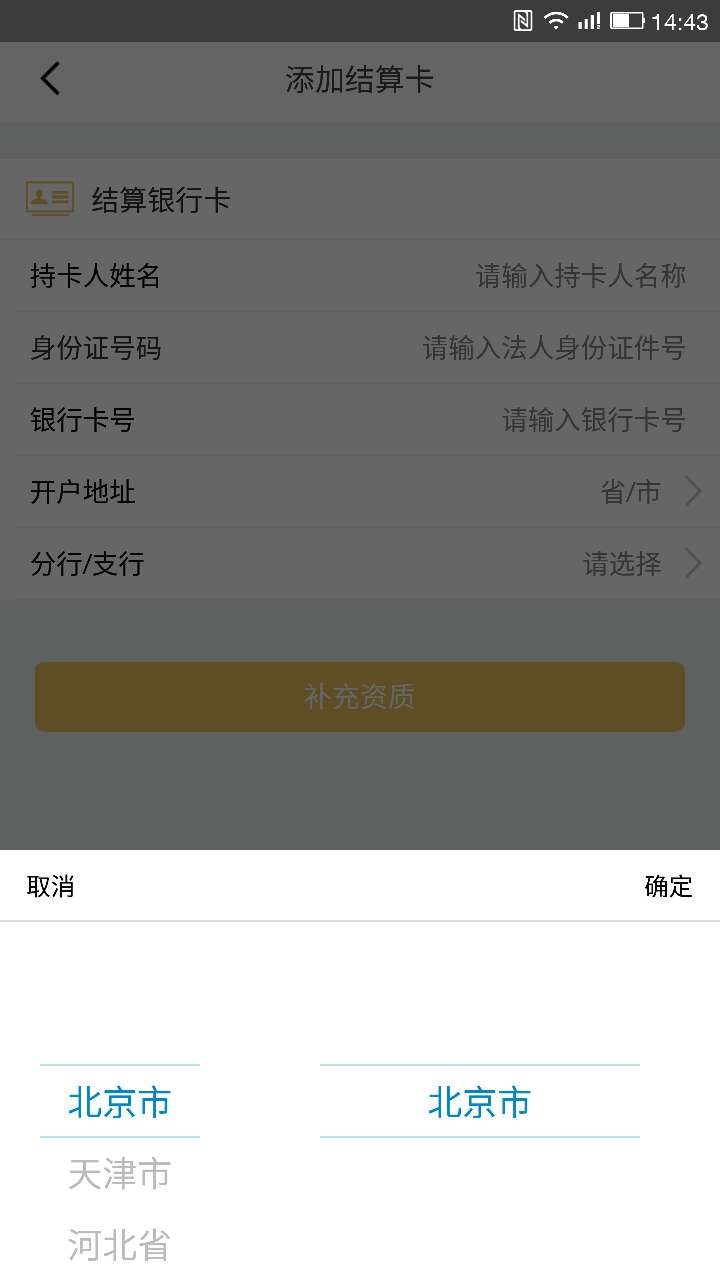 14:43
添加结算卡
结算银行卡
持卡人姓名 请输入持卡人名称
身份证号码 请输入法人身份证件号
银行卡号 请输入银行卡号
开户地址 省/市
分行/支行 请选择
补充资质
取消 确定
北京市 北京市
天津市
河北省